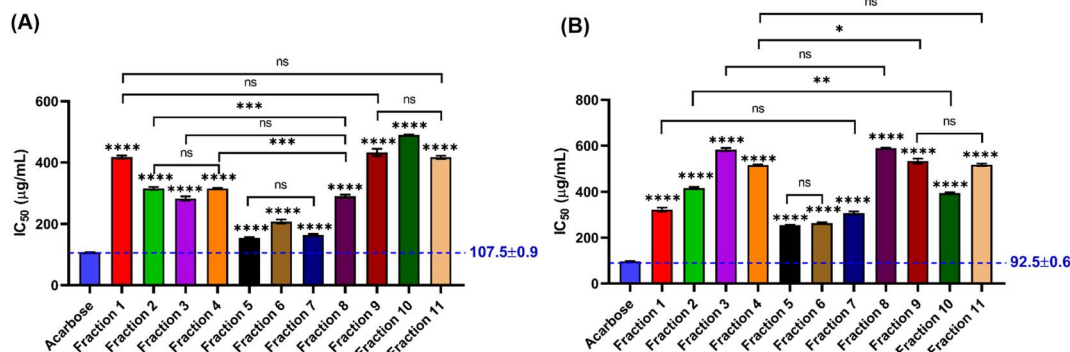 (A)
ns
ns
***
ns
ns
***
ns
ns
600
400
200
0
IC50 (μg/mL)
****
****
****
****
****
****
****
****
****
****
****
107.5±0.9
Acarbose
Fraction 1
Fraction 2
Fraction 3
Fraction 4
Fraction 5
Fraction 6
Fraction 7
Fraction 8
Fraction 9
Fraction 10
Fraction 11
(B)
ns
*
ns
**
ns
ns
ns
800
600
400
200
0
IC50 (μg/mL)
****
****
****
****
****
****
****
****
****
****
****
92.5±0.6
Acarbose
Fraction 1
Fraction 2
Fraction 3
Fraction 4
Fraction 5
Fraction 6
Fraction 7
Fraction 8
Fraction 9
Fraction 10
Fraction 11